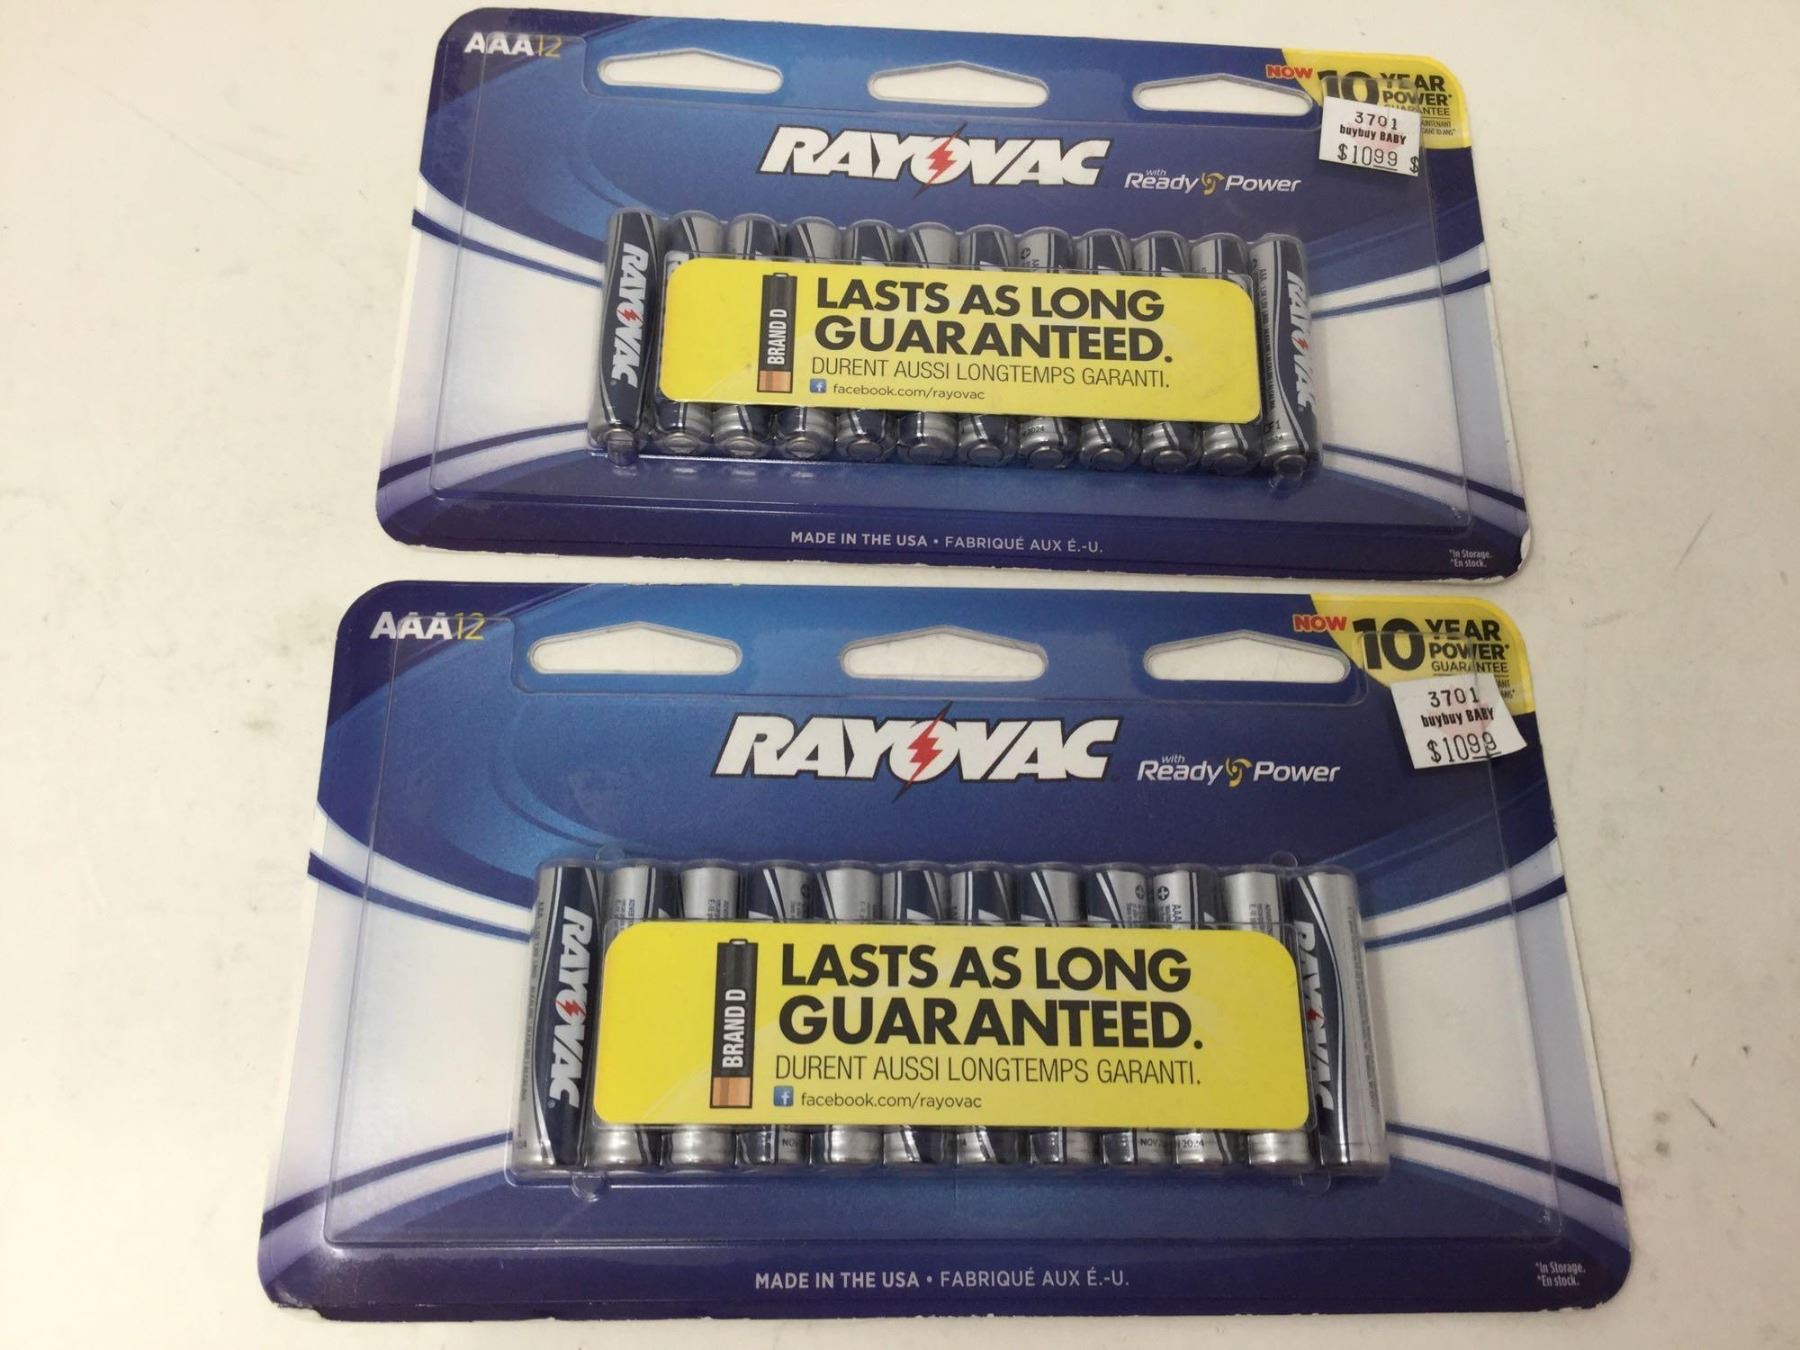 AAA12
NOW 10 YEAR
POWER*
GUARANTEE
3701
buybuy BABY
$1099
RAYOVAC
with
Ready Power
RAYOVAC
RAYOVAC
BRAND D
LASTS AS LONG
GUARANTEED.
DURENT AUSSI LONGTEMPS GARANTI.
f facebook.com/rayovac
MADE IN THE USA • FABRIQUÉ AUX É.-U.
*In Storage.
*En stock.
AAA12
NOW 10 YEAR
POWER*
GUARANTEE
3701
buybuy BABY
$1099
RAYOVAC
with
Ready Power
RAYOVAC
RAYOVAC
BRAND D
LASTS AS LONG
GUARANTEED.
DURENT AUSSI LONGTEMPS GARANTI.
f facebook.com/rayovac
MADE IN THE USA • FABRIQUÉ AUX É.-U.
*In Storage.
*En stock.